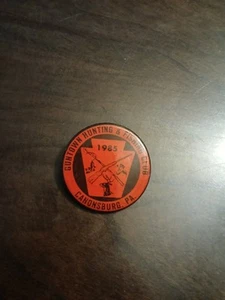 GUNTOWN HUNTING & FISHING CLUB
1985
CANONSBURG, PA.